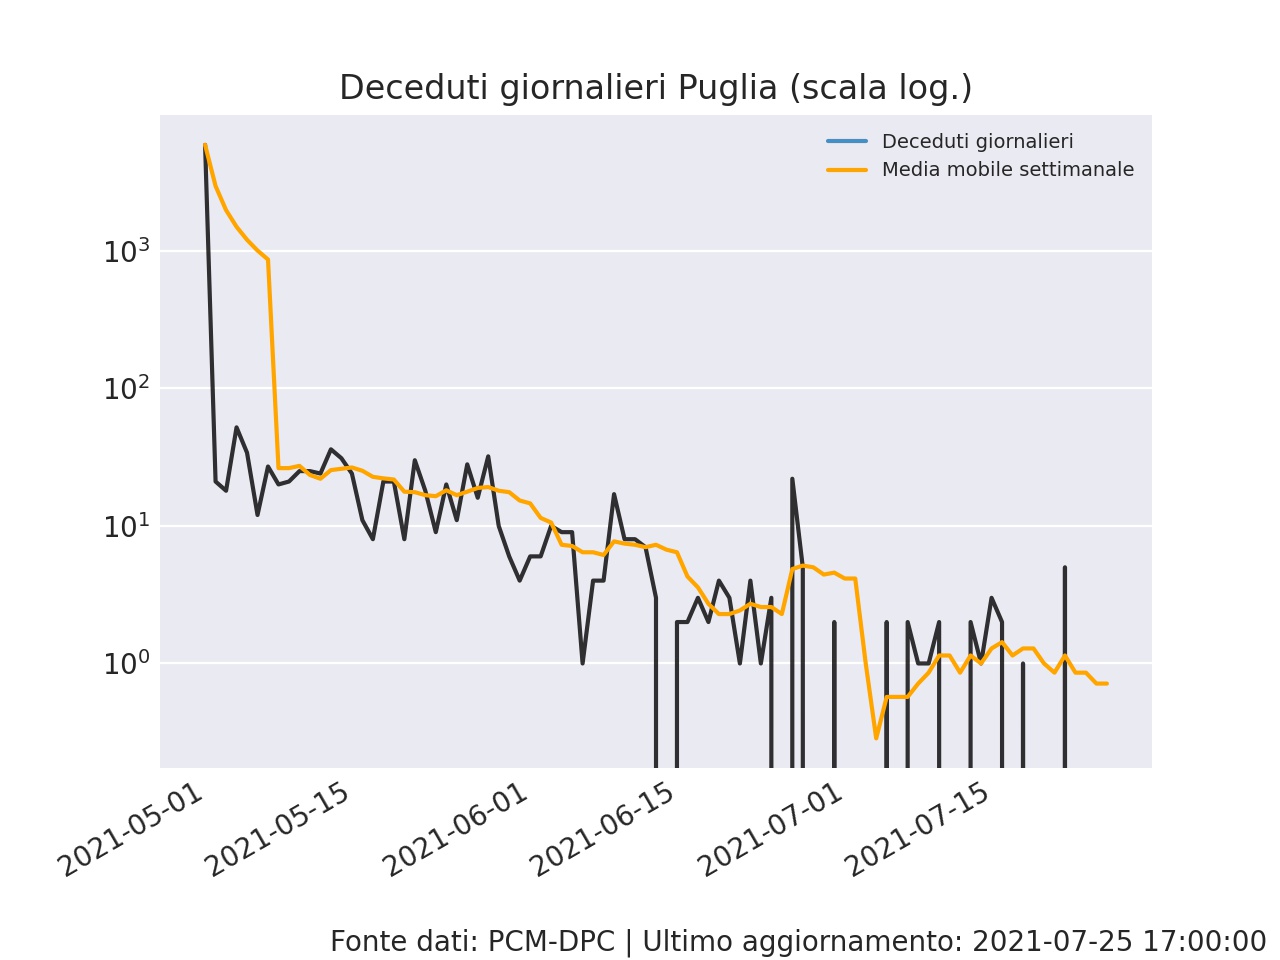 Deceduti giornalieri Puglia (scala log.)
Deceduti giornalieri
Media mobile settimanale
10³
10²
10¹
10⁰
2021-05-01
2021-05-15
2021-06-01
2021-06-15
2021-07-01
2021-07-15
Fonte dati: PCM-DPC | Ultimo aggiornamento: 2021-07-25 17:00:00